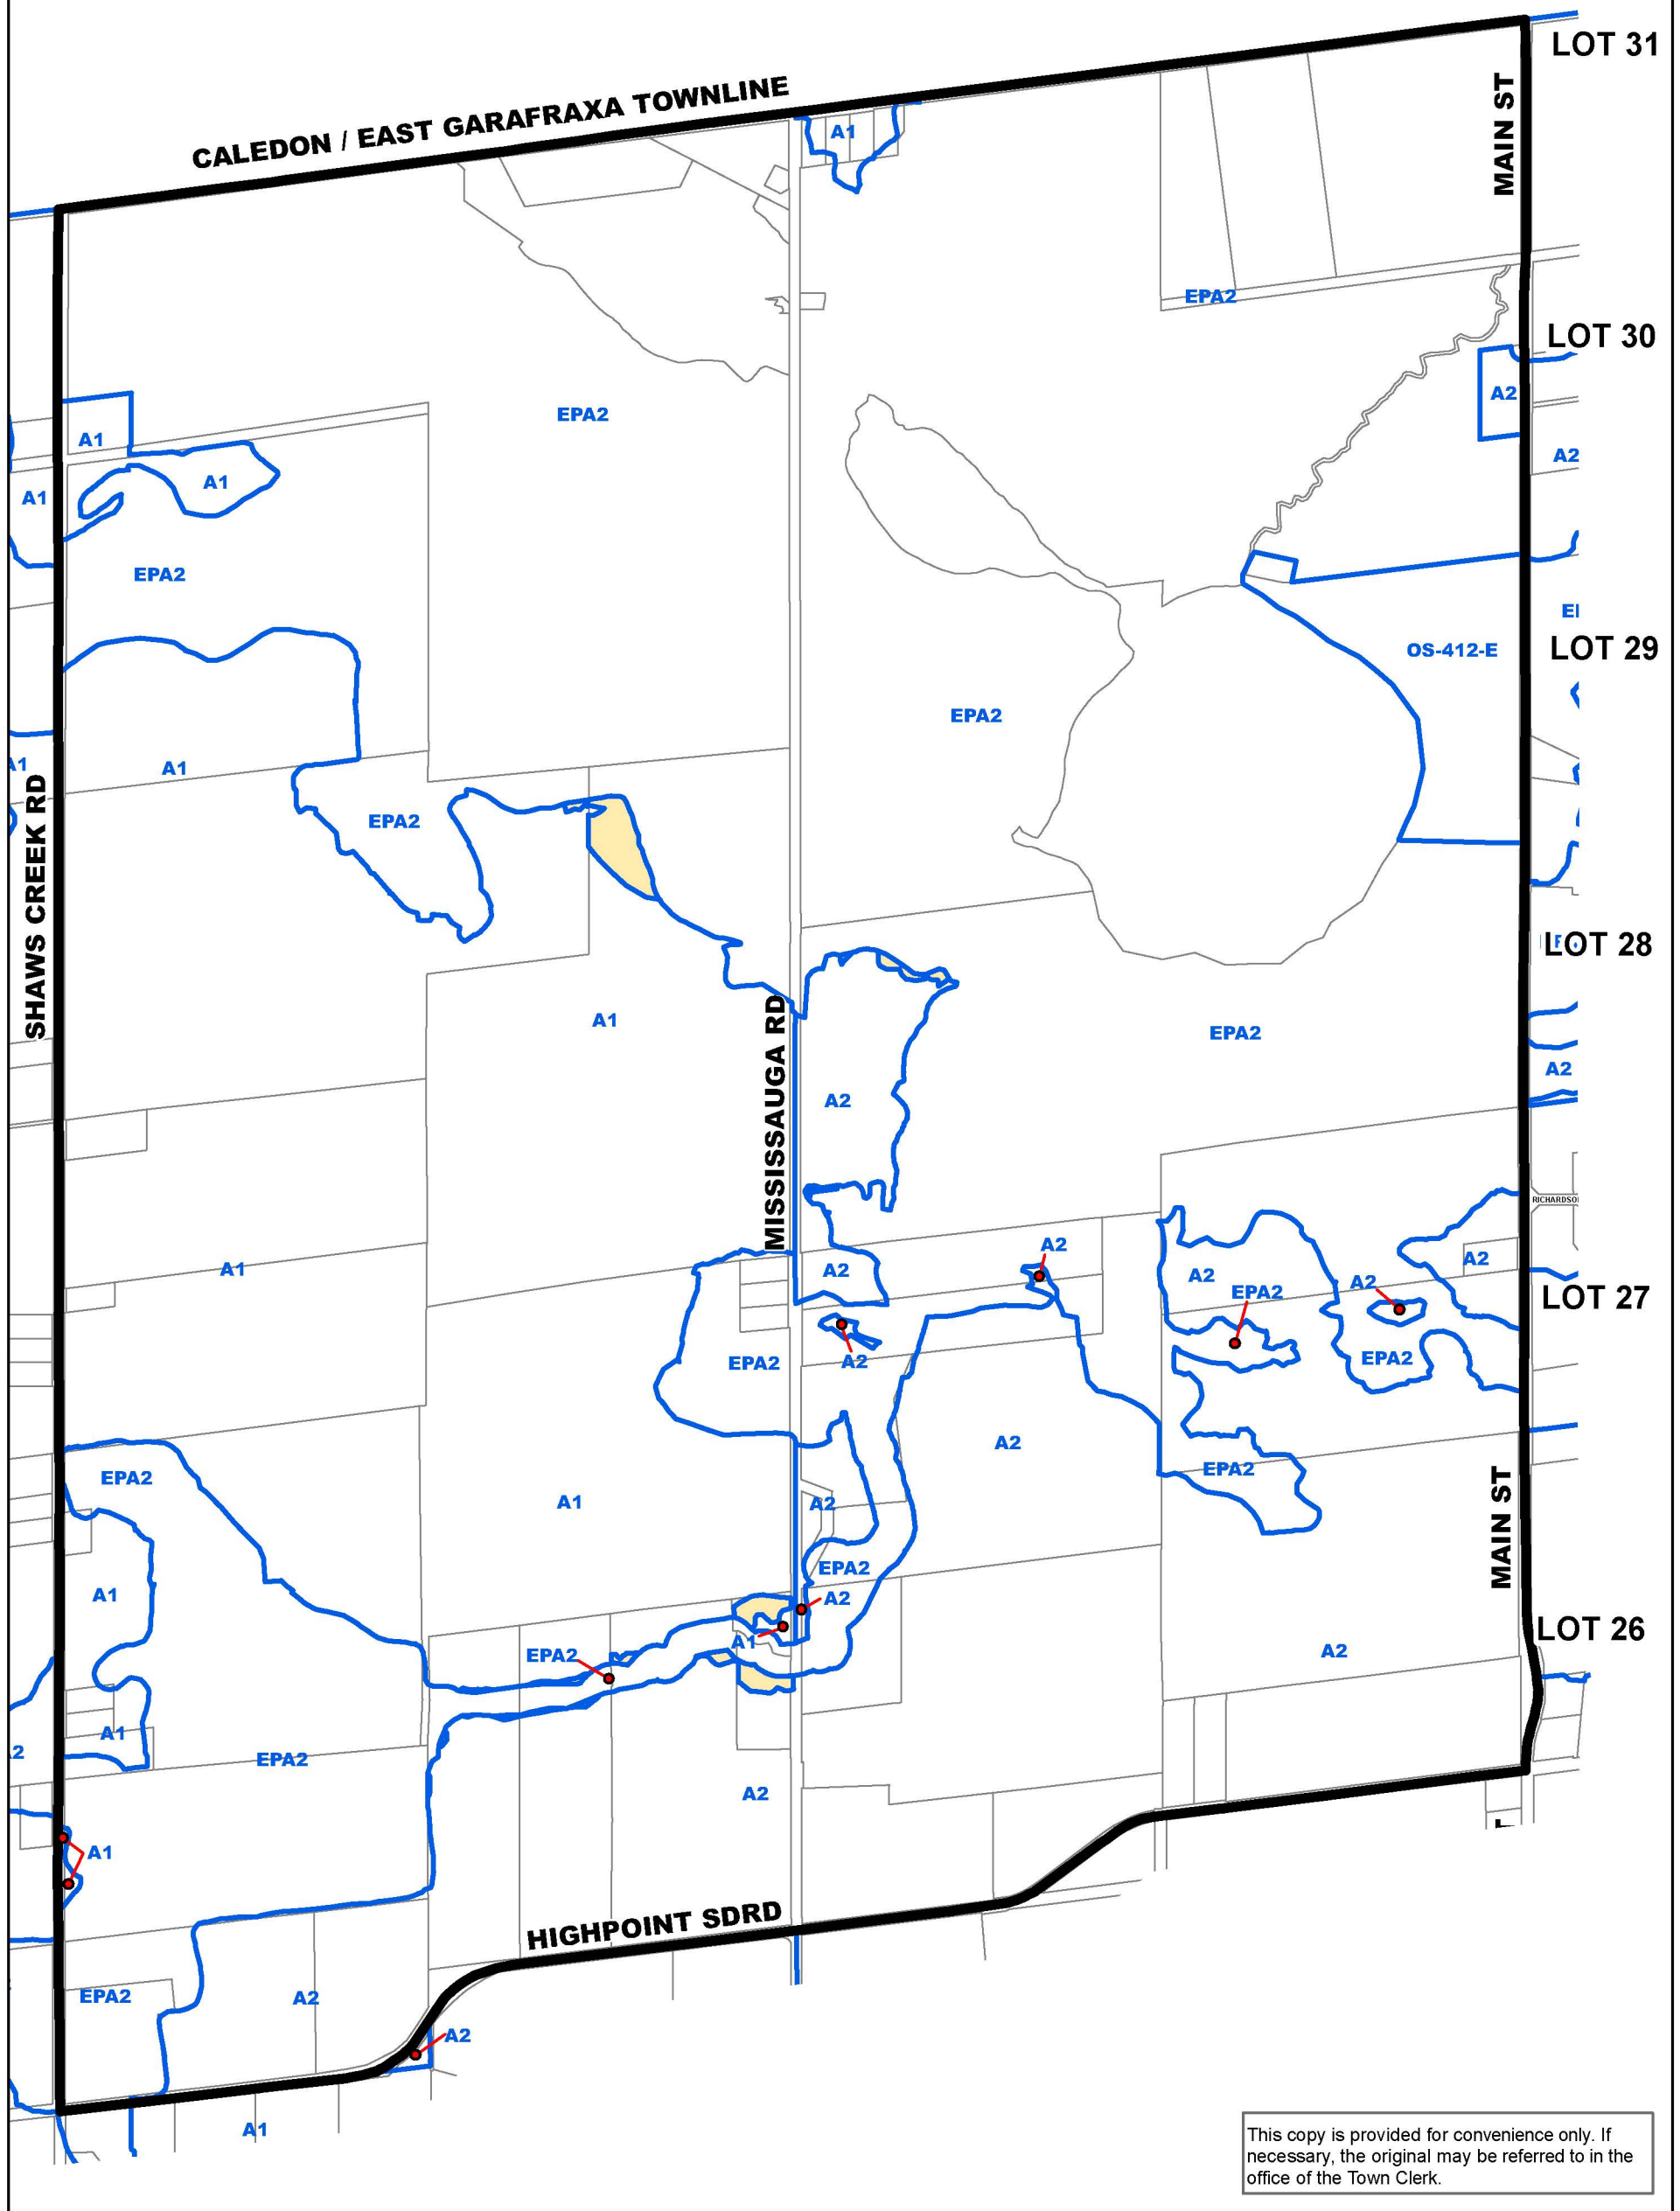 LOT 31
MAIN ST
CALEDON / EAST GARAFRAXA TOWNLINE
A1
EPA2
LOT 30
A2
EPA2
A1
A2
A1
A1
EPA2
OS-412-E
LOT 29
EPA2
A1
A1
EPA2
SHAWS CREEK RD
LOT 28
A1
EPA2
MISSISSAUGA RD
A2
A2
RICHARDSO
A2
A2
A1
A2
A2
A2
EPA2
LOT 27
EPA2
A2
EPA2
A2
EPA2
EPA2
A1
A2
MAIN ST
EPA2
A1
A2
LOT 26
A1
EPA2
A2
A1
EPA2
A2
A1
HIGHPOINT SDRD
EPA2
A2
A2
A1
This copy is provided for convenience only. If
necessary, the original may be referred to in the
office of the Town Clerk.